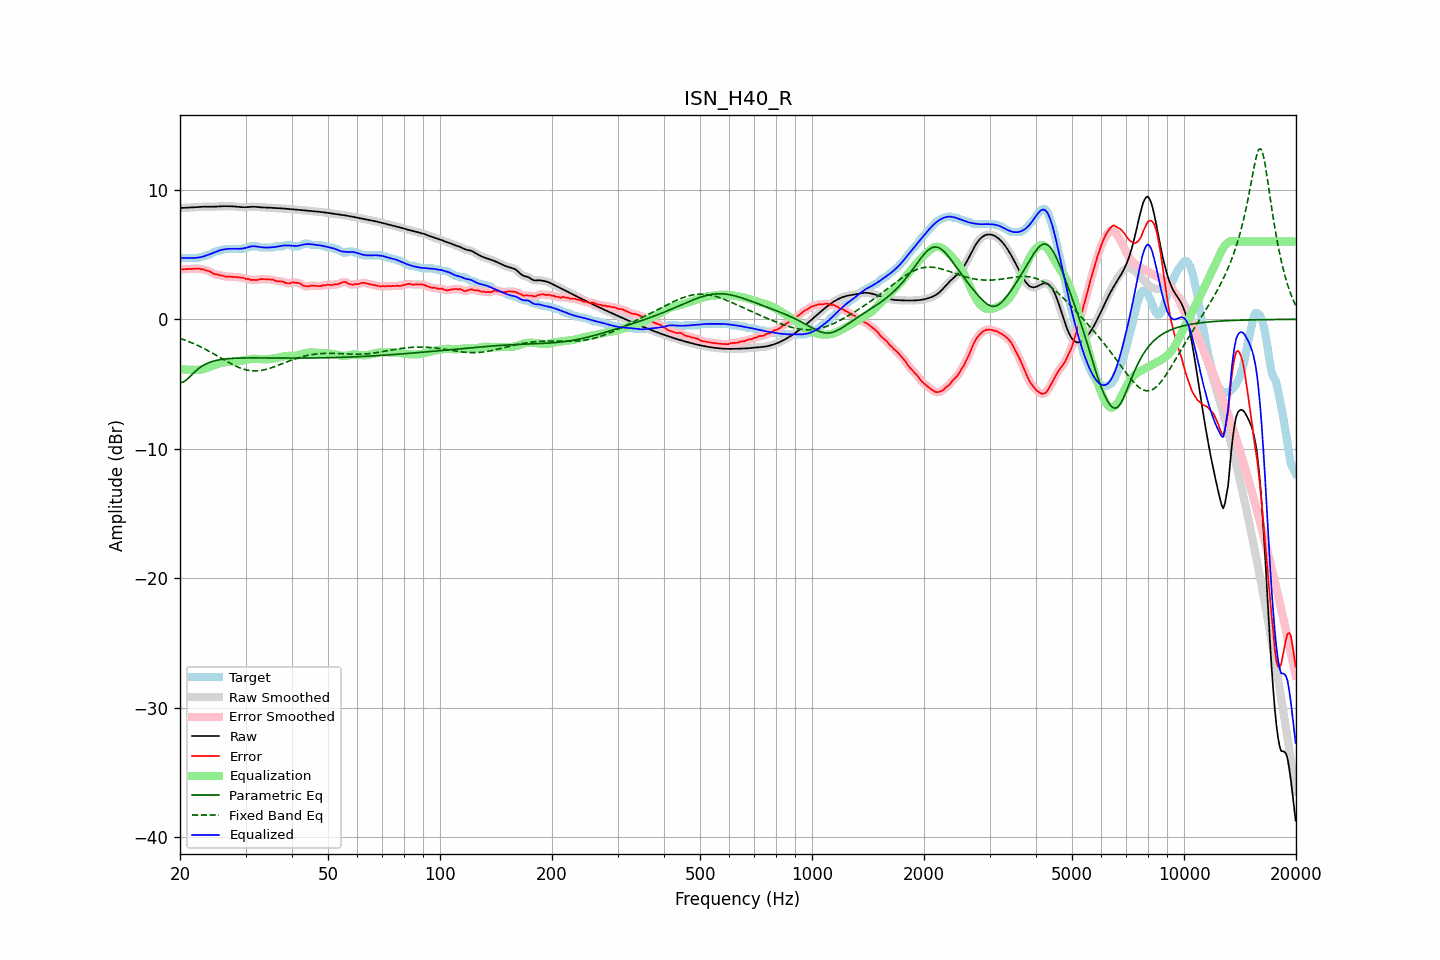 ISN_H40_R
10
0
−10
−20
−30
−40
Amplitude (dBr)
Target
Raw Smoothed
Error Smoothed
Raw
Error
Equalization
Parametric Eq
Fixed Band Eq
Equalized
20 50 100 200 500 1000 2000 5000 10000 20000
Frequency (Hz)